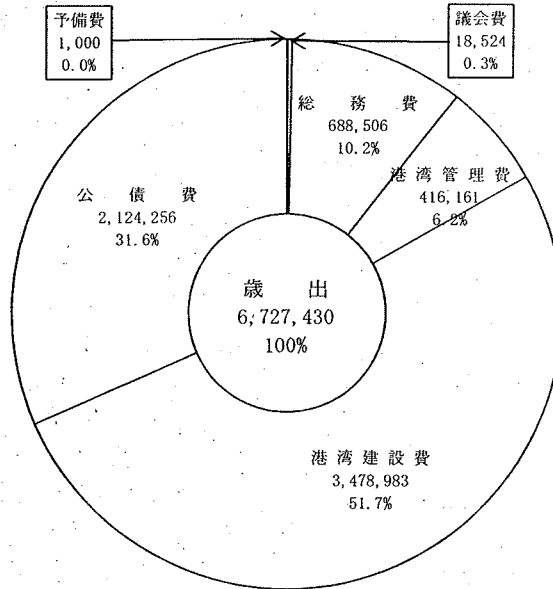 予備費
1,000
0.0%
議会費
18,524
0.3%
総務費
688,506
10.2%
港湾管理費
416,161
6.2%
公債費
2,124,256
31.6%
歳出
6,727,430
100%
港湾建設費
3,478,983
51.7%